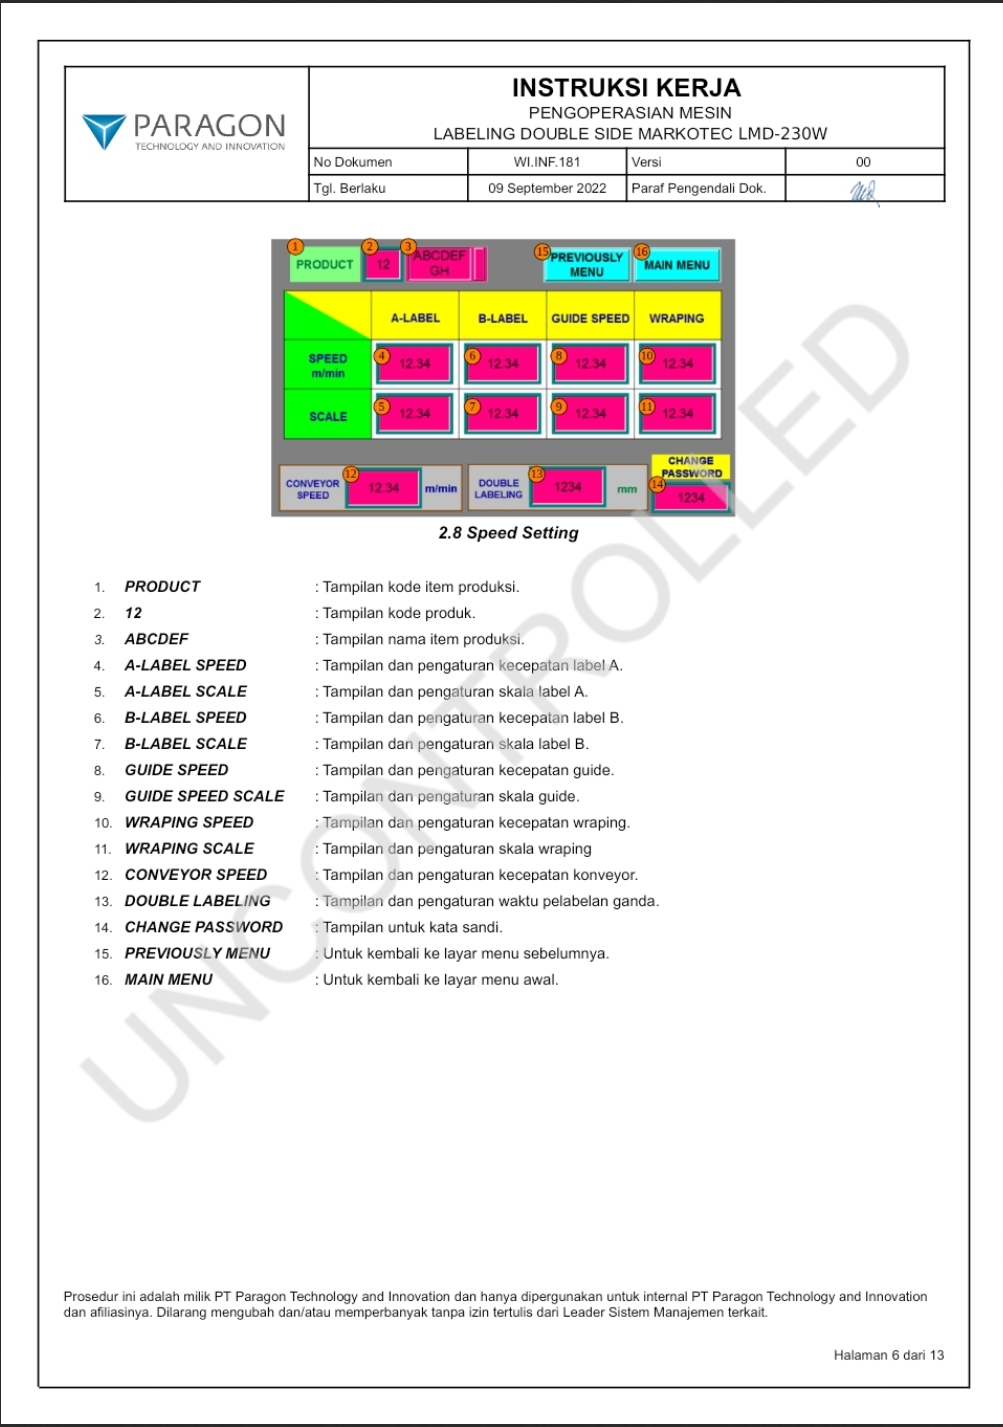 PARAGON
TECHNOLOGY AND INNOVATION
INSTRUKSI KERJA
PENGOPERASIAN MESIN
LABELING DOUBLE SIDE MARKOTEC LMD-230W
No Dokumen WI.INF.181 Versi 00
Tgl. Berlaku 09 September 2022 Paraf Pengendali Dok.
1 2 3 15 16
PRODUCT 12 ABCDEF GH PREVIOUSLY MENU MAIN MENU
A-LABEL B-LABEL GUIDE SPEED WRAPING
SPEED m/min 4 12.34 6 12.34 8 12.34 10 12.34
SCALE 5 12.34 7 12.34 9 12.34 11 12.34
CONVEYOR SPEED 12 12.34 m/min DOUBLE LABELING 13 1234 mm CHANGE PASSWORD 14 1234
2.8 Speed Setting
1. PRODUCT : Tampilan kode item produksi.
2. 12 : Tampilan kode produk.
3. ABCDEF : Tampilan nama item produksi.
4. A-LABEL SPEED : Tampilan dan pengaturan kecepatan label A.
5. A-LABEL SCALE : Tampilan dan pengaturan skala label A.
6. B-LABEL SPEED : Tampilan dan pengaturan kecepatan label B.
7. B-LABEL SCALE : Tampilan dan pengaturan skala label B.
8. GUIDE SPEED : Tampilan dan pengaturan kecepatan guide.
9. GUIDE SPEED SCALE : Tampilan dan pengaturan skala guide.
10. WRAPING SPEED : Tampilan dan pengaturan kecepatan wraping.
11. WRAPING SCALE : Tampilan dan pengaturan skala wraping
12. CONVEYOR SPEED : Tampilan dan pengaturan kecepatan konveyor.
13. DOUBLE LABELING : Tampilan dan pengaturan waktu pelabelan ganda.
14. CHANGE PASSWORD : Tampilan untuk kata sandi.
15. PREVIOUSLY MENU : Untuk kembali ke layar menu sebelumnya.
16. MAIN MENU : Untuk kembali ke layar menu awal.
UNCONTROLLED
Prosedur ini adalah milik PT Paragon Technology and Innovation dan hanya dipergunakan untuk internal PT Paragon Technology and Innovation
dan afiliasinya. Dilarang mengubah dan/atau memperbanyak tanpa izin tertulis dari Leader Sistem Manajemen terkait.
Halaman 6 dari 13